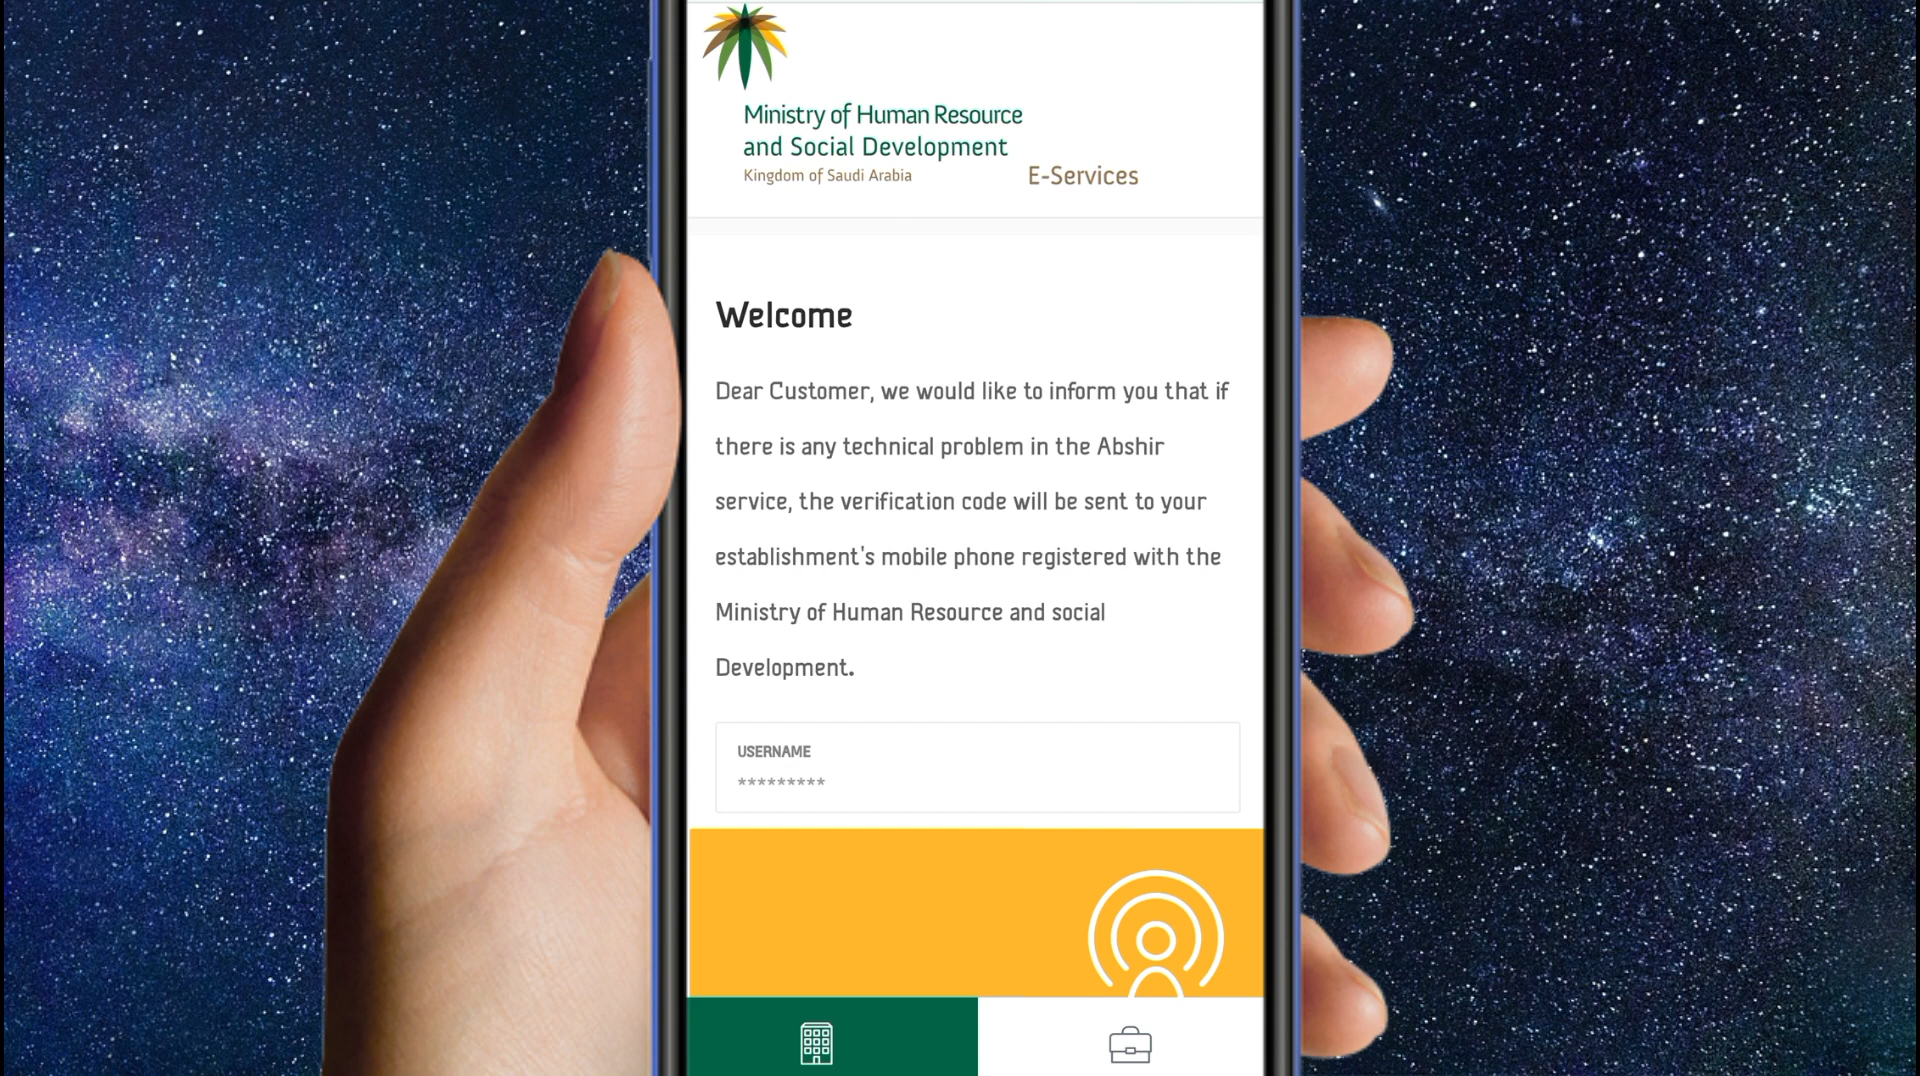 Ministry of Human Resource
and Social Development
Kingdom of Saudi Arabia
E-Services
Welcome
Dear Customer, we would like to inform you that if
there is any technical problem in the Abshir
service, the verification code will be sent to your
establishment's mobile phone registered with the
Ministry of Human Resource and social
Development.
USERNAME
*********